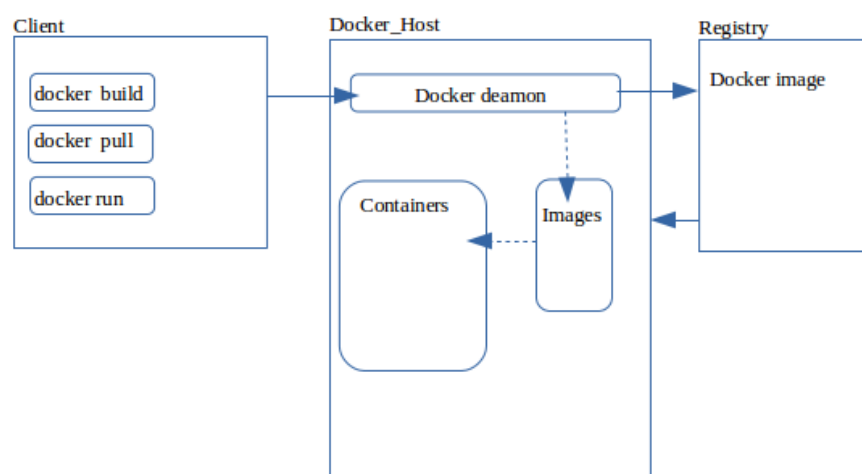 Client
docker build
docker pull
docker run
Docker_Host
Docker deamon
Containers
Images
Registry
Docker image